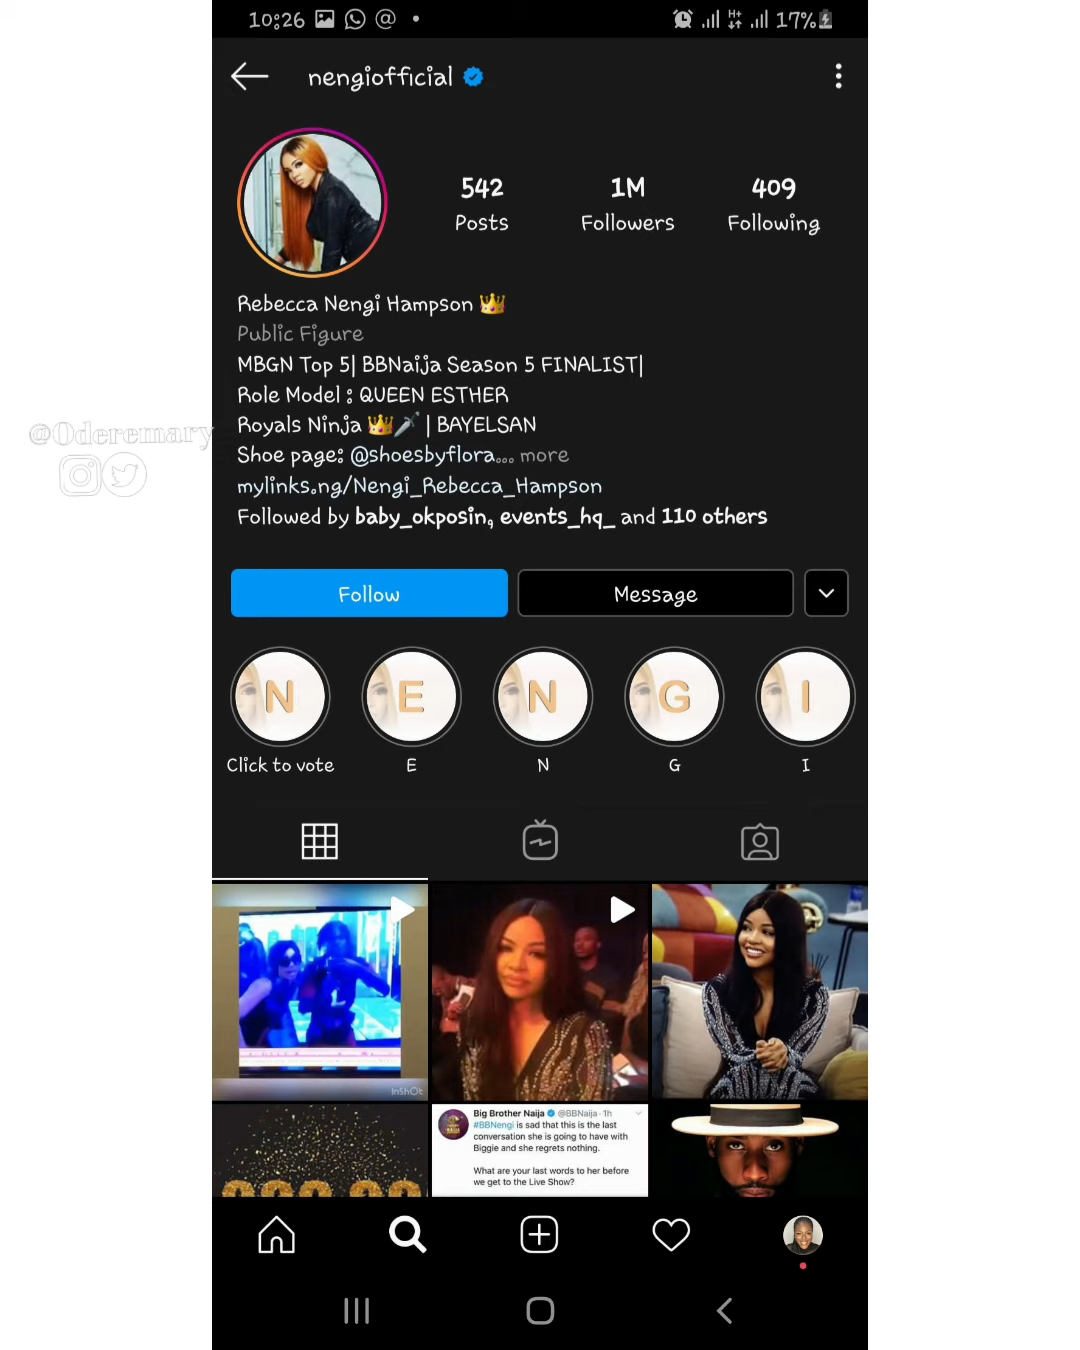 10:26
H+
17%
nengiofficial
542
Posts
1M
Followers
409
Following
Rebecca Nengi Hampson 👑
Public Figure
MBGN Top 5| BBNaija Season 5 FINALIST|
Role Model : QUEEN ESTHER
Royals Ninja 👑🗡️ | BAYELSAN
Shoe page: @shoesbyflora... more
mylinks.ng/Nengi_Rebecca_Hampson
Followed by baby_okposin, events_hq_ and 110 others
@Oderemary
Follow
Message
N
E
N
G
I
Click to vote
E
N
G
I
InShOt
Big Brother Naija @BBNaija · 1h
#BBNengi is sad that this is the last
conversation she is going to have with
Biggie and she regrets nothing.
What are your last words to her before
we get to the Live Show?